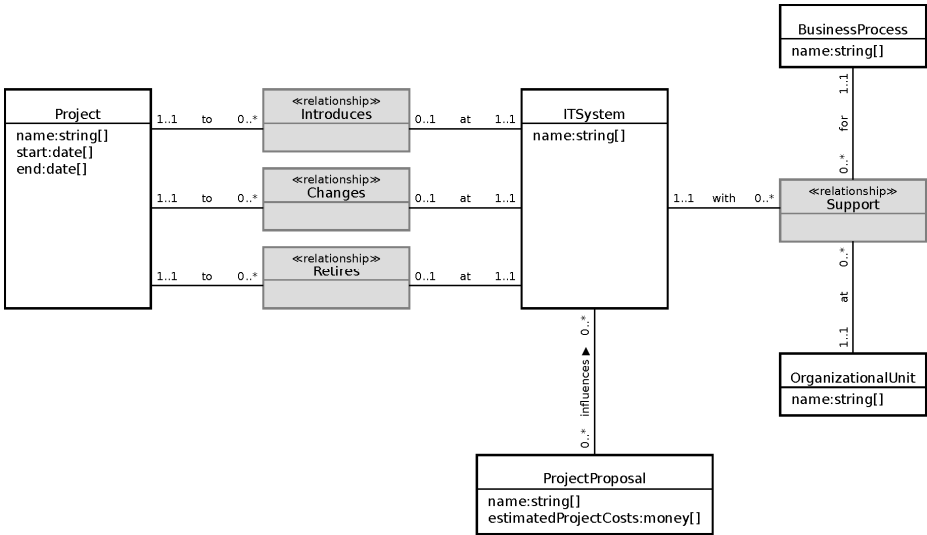 BusinessProcess
name:string[]
1..1
for
0..*
Project
name:string[]
start:date[]
end:date[]
1..1 to 0..*
≪relationship≫
Introduces
0..1 at 1..1
ITSystem
name:string[]
1..1 to 0..*
≪relationship≫
Changes
0..1 at 1..1
1..1 with 0..*
≪relationship≫
Support
1..1 to 0..*
≪relationship≫
Retires
0..1 at 1..1
0..*
at
1..1
OrganizationalUnit
name:string[]
0..* influences ▶ 0..*
ProjectProposal
name:string[]
estimatedProjectCosts:money[]